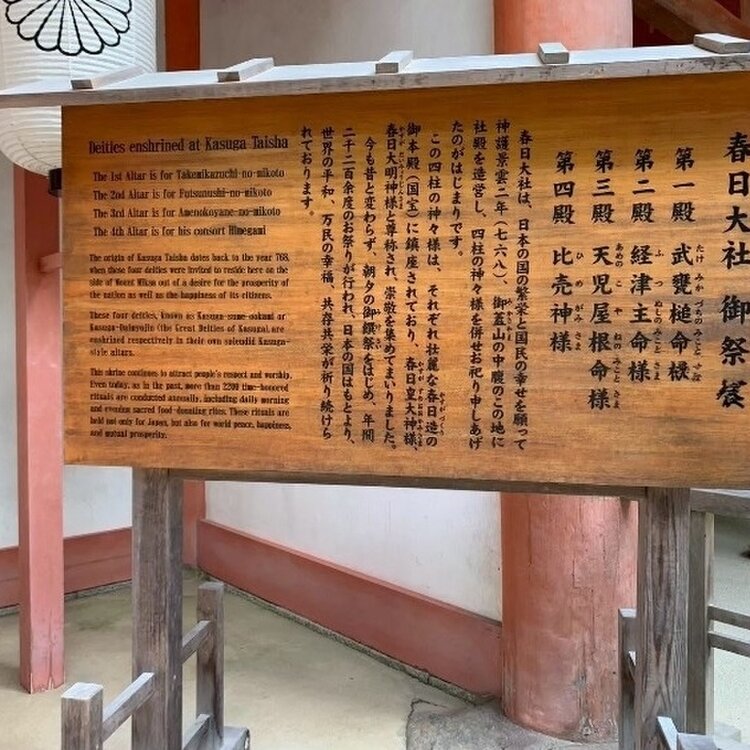 春日大社 御祭神
第一殿 武甕槌命様
第二殿 経津主命様
第三殿 天児屋根命様
第四殿 比売神様
春日大社は、日本の国の繁栄と国民の幸せを願って
神護景雲二年（七六八）、御蓋山の中腹のこの地に
社殿を造営し、四柱の神々様を併せお祀り申しあげ
たのがはじまりです。
この四柱の神々様は、それぞれ壮麗な春日造の
御本殿（国宝）に鎮座されており、春日皇大神様、
春日大明神様と尊称され、崇敬を集めてまいりました。
今も昔と変わらず、朝夕の御饌祭をはじめ、年間
二千二百余度のお祭りが行われ、日本の国はもとより、
世界の平和、万民の幸福、共存共栄が祈り続けら
れております。
Deities enshrined at Kasuga Taisha
The 1st Altar is for Takemikazuchi-no-mikoto
The 2nd Altar is for Futsunushi-no-mikoto
The 3rd Altar is for Amenokoyane-no-mikoto
The 4th Altar is for his consort Himegami
The origin of Kasuga Taisha dates back to the year 768,
when these four deities were invited to reside here on the
side of Mount Mikasa out of a desire for the prosperity of
the nation as well as the happiness of its citizens.
These four deities, known as Kasuga-sume-ookami or
Kasuga-Daimyojin (the Great Deities of Kasuga), are
enshrined respectively in their own splendid Kasuga-
style altars.
This shrine continues to attract people's respect and worship.
Even today, as in the past, more than 2200 time-honored
rituals are conducted annually, including daily morning
and evening sacred food-donating rites. These rituals are
held not only for Japan, but also for world peace, happiness,
and mutual prosperity.